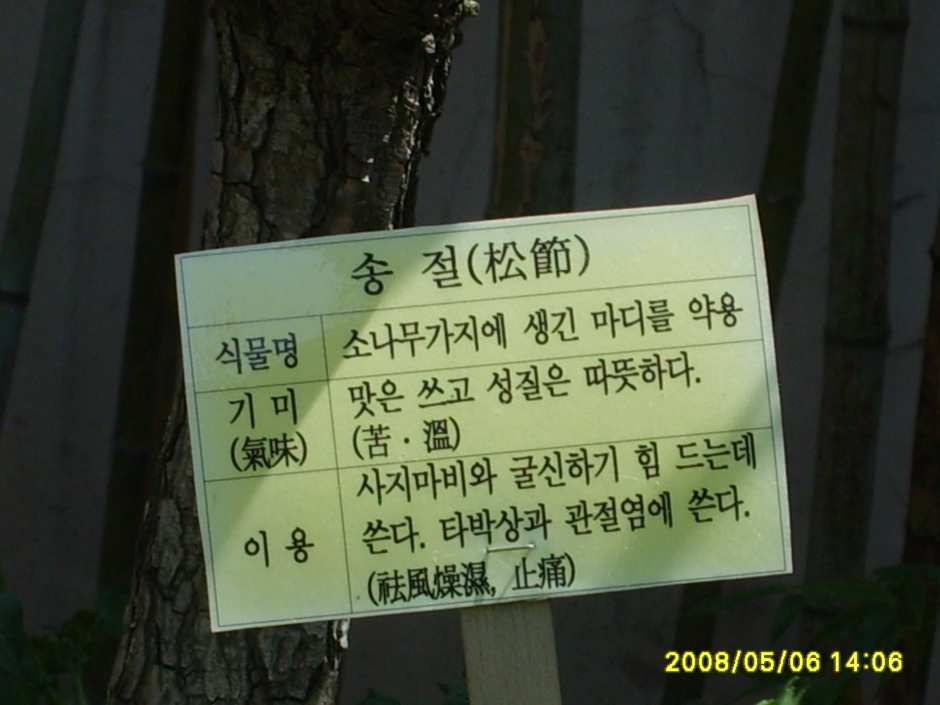 송 절(松節)
식물명 소나무가지에 생긴 마디를 약용
기 미 맛은 쓰고 성질은 따뜻하다.
(氣味) (苦 · 溫)
이 용 사지마비와 굴신하기 힘 드는데
쓴다. 타박상과 관절염에 쓴다.
(祛風燥濕, 止痛)
2008/05/06 14:06